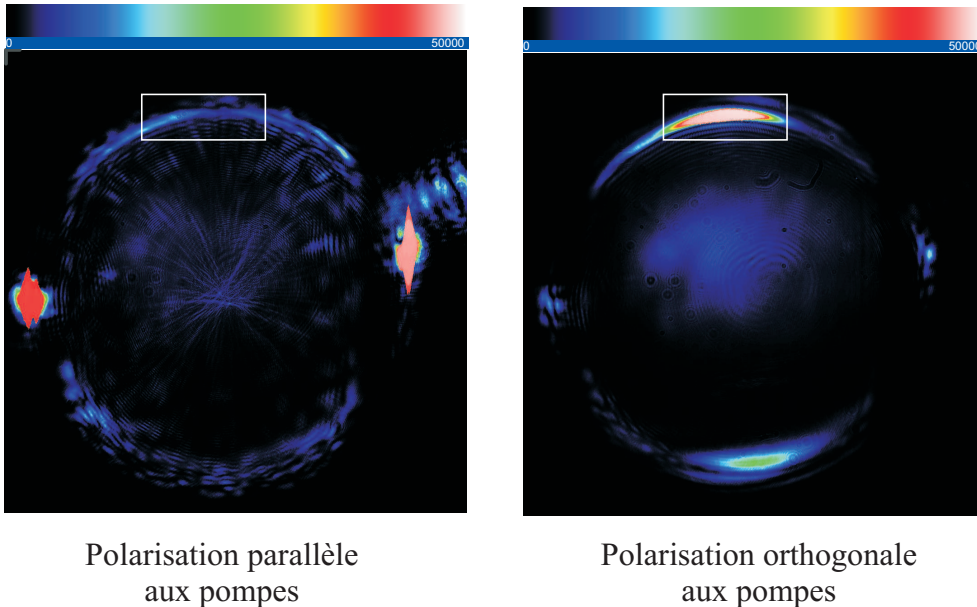 0 50000
0 50000
Polarisation parallèle
aux pompes
Polarisation orthogonale
aux pompes